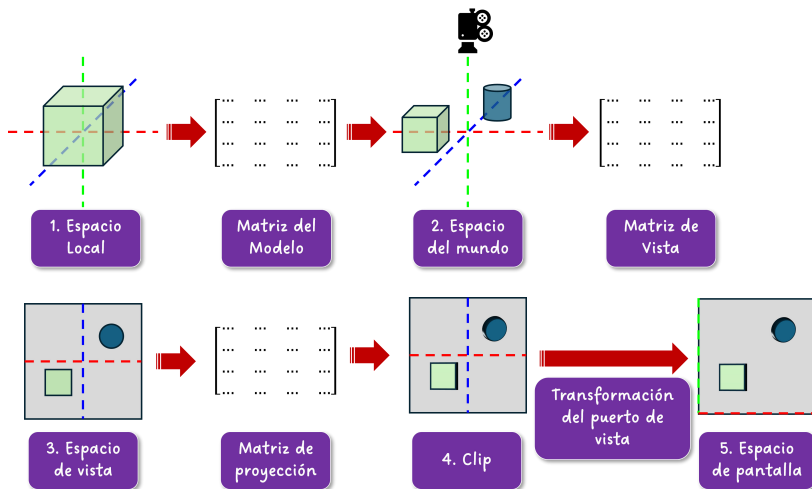 1. Espacio
Local
Matriz del
Modelo
2. Espacio
del mundo
Matriz de
Vista
3. Espacio
de vista
Matriz de
proyección
4. Clip
Transformación
del puerto de
vista
5. Espacio
de pantalla